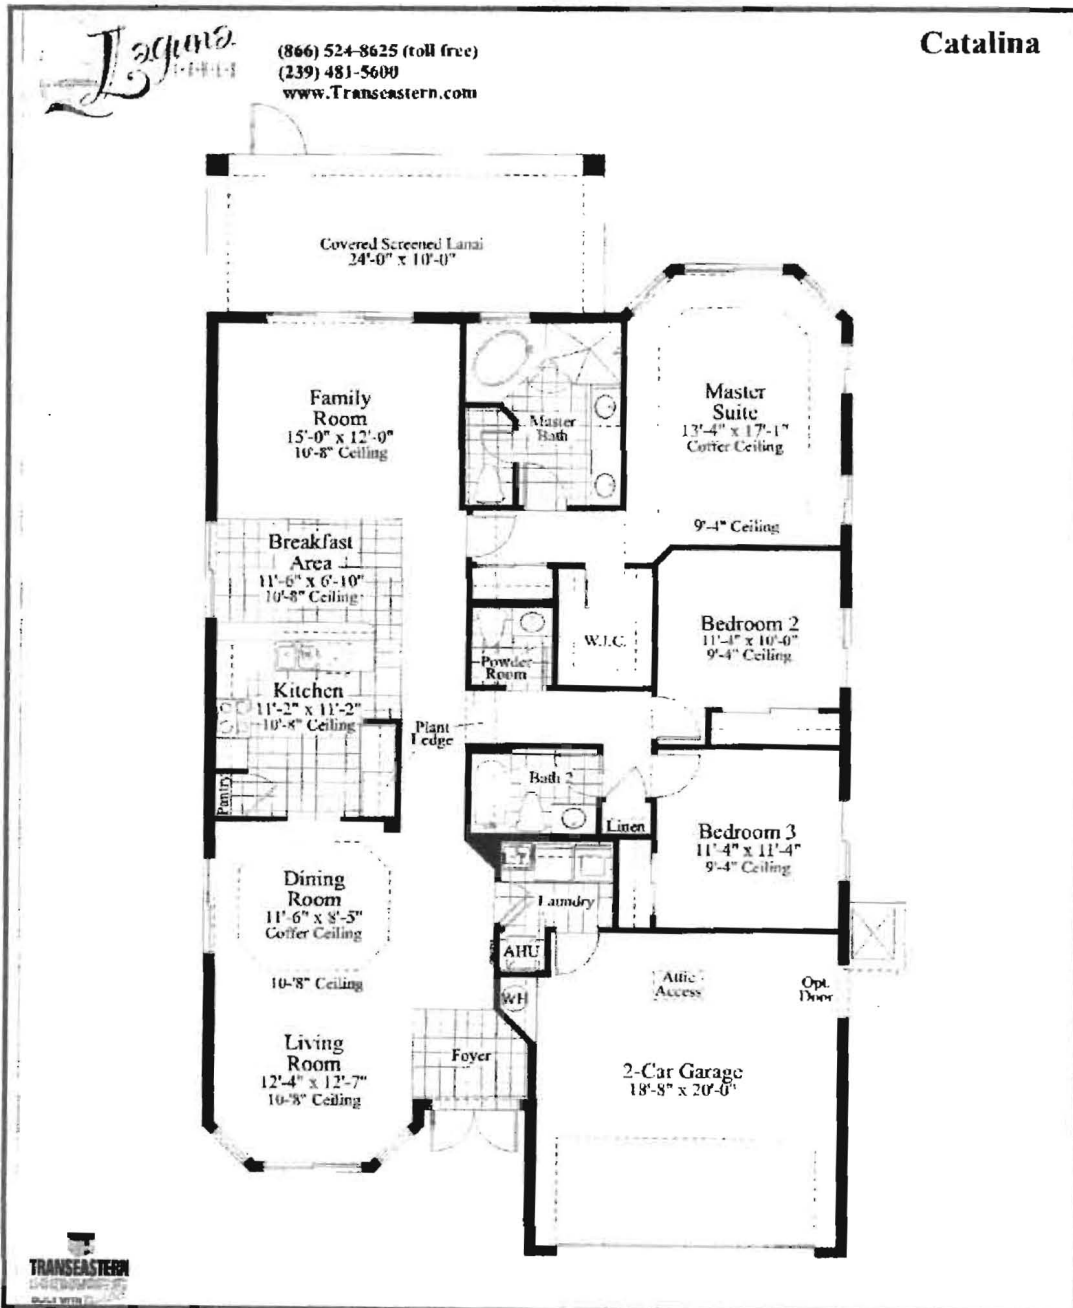 Laguna
(866) 524-8625 (toll free)
(239) 481-5600
www.Transeastern.com
Catalina
Covered Screened Lanai
24'-0" x 10'-0"
Family
Room
15'-0" x 12'-0"
10'-8" Ceiling
Master
Bath
Master
Suite
13'-4" x 17'-1"
Coffer Ceiling
9'-4" Ceiling
Breakfast
Area
11'-6" x 6'-10"
10'-8" Ceiling
Bedroom 2
11'-4" x 10'-0"
9'-4" Ceiling
W.I.C.
Powder
Room
Kitchen
11'-2" x 11'-2"
10'-8" Ceiling
Plant
Ledge
Pantry
Bath 2
Linen
Bedroom 3
11'-4" x 11'-4"
9'-4" Ceiling
Dining
Room
11'-6" x 8'-5"
Coffer Ceiling
10-'8" Ceiling
Laundry
AHU
WH
Attic
Access
Opt.
Door
Living
Room
12'-4" x 12'-7"
10-'8" Ceiling
Foyer
2-Car Garage
18'-8" x 20'-0"
TRANSEASTERN
BUILT WITH